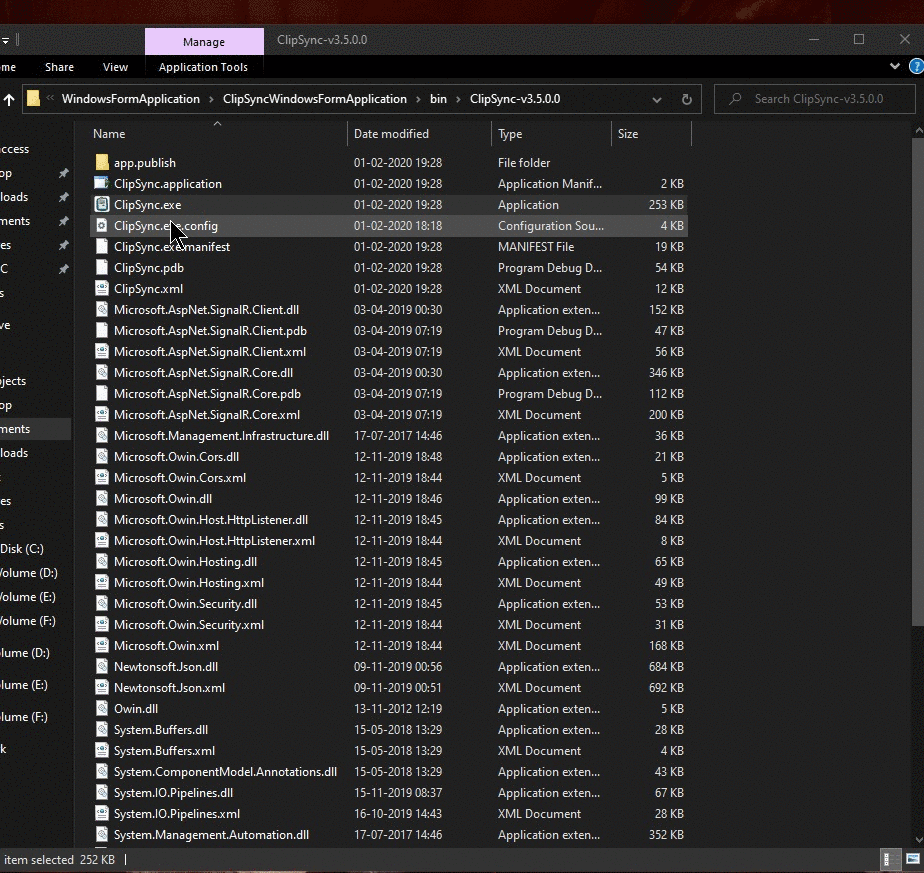 Manage
ClipSync-v3.5.0.0
me Share View Application Tools
« WindowsFormApplication › ClipSyncWindowsFormApplication › bin › ClipSync-v3.5.0.0
Search ClipSync-v3.5.0.0
Name Date modified Type Size
app.publish 01-02-2020 19:28 File folder
ClipSync.application 01-02-2020 19:28 Application Manif... 2 KB
ClipSync.exe 01-02-2020 19:28 Application 253 KB
ClipSync.exe.config 01-02-2020 18:18 Configuration Sou... 4 KB
ClipSync.exe.manifest 01-02-2020 19:28 MANIFEST File 19 KB
ClipSync.pdb 01-02-2020 19:28 Program Debug D... 54 KB
ClipSync.xml 01-02-2020 19:28 XML Document 12 KB
Microsoft.AspNet.SignalR.Client.dll 03-04-2019 00:30 Application exten... 152 KB
Microsoft.AspNet.SignalR.Client.pdb 03-04-2019 07:19 Program Debug D... 47 KB
Microsoft.AspNet.SignalR.Client.xml 03-04-2019 07:19 XML Document 56 KB
Microsoft.AspNet.SignalR.Core.dll 03-04-2019 00:30 Application exten... 346 KB
Microsoft.AspNet.SignalR.Core.pdb 03-04-2019 07:19 Program Debug D... 112 KB
Microsoft.AspNet.SignalR.Core.xml 03-04-2019 07:19 XML Document 200 KB
Microsoft.Management.Infrastructure.dll 17-07-2017 14:46 Application exten... 36 KB
Microsoft.Owin.Cors.dll 12-11-2019 18:48 Application exten... 21 KB
Microsoft.Owin.Cors.xml 12-11-2019 18:44 XML Document 5 KB
Microsoft.Owin.dll 12-11-2019 18:46 Application exten... 99 KB
Microsoft.Owin.Host.HttpListener.dll 12-11-2019 18:45 Application exten... 84 KB
Microsoft.Owin.Host.HttpListener.xml 12-11-2019 18:44 XML Document 8 KB
Microsoft.Owin.Hosting.dll 12-11-2019 18:45 Application exten... 65 KB
Microsoft.Owin.Hosting.xml 12-11-2019 18:44 XML Document 49 KB
Microsoft.Owin.Security.dll 12-11-2019 18:45 Application exten... 53 KB
Microsoft.Owin.Security.xml 12-11-2019 18:44 XML Document 31 KB
Microsoft.Owin.xml 12-11-2019 18:44 XML Document 168 KB
Newtonsoft.Json.dll 09-11-2019 00:56 Application exten... 684 KB
Newtonsoft.Json.xml 09-11-2019 00:51 XML Document 692 KB
Owin.dll 13-11-2012 12:19 Application exten... 5 KB
System.Buffers.dll 15-05-2018 13:29 Application exten... 28 KB
System.Buffers.xml 15-05-2018 13:29 XML Document 4 KB
System.ComponentModel.Annotations.dll 15-05-2018 13:29 Application exten... 43 KB
System.IO.Pipelines.dll 15-11-2019 08:37 Application exten... 67 KB
System.IO.Pipelines.xml 16-10-2019 14:43 XML Document 28 KB
System.Management.Automation.dll 17-07-2017 14:46 Application exten... 352 KB
ccess
op
loads
ments
es
C
s
ve
jects
op
ments
loads
es
s
Disk (C:)
Volume (D:)
Volume (E:)
Volume (F:)
lume (D:)
lume (E:)
lume (F:)
k
item selected 252 KB